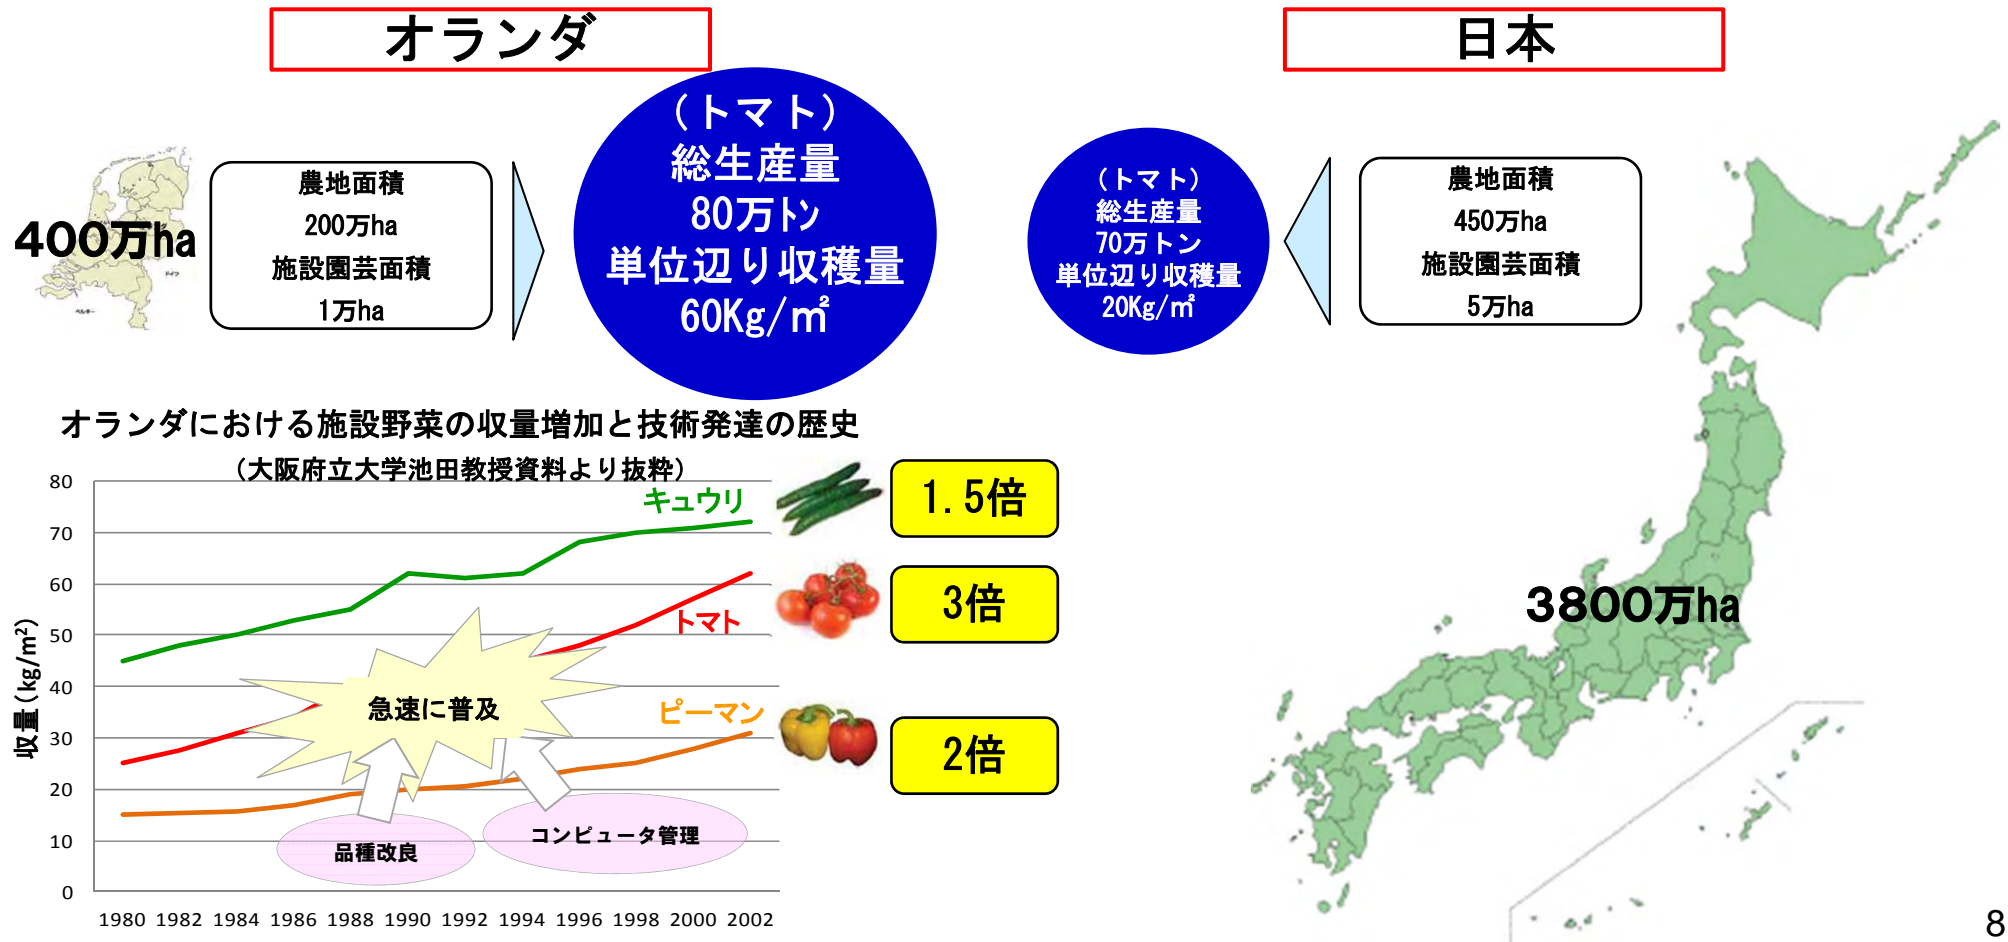 オランダ
400万ha
農地面積
200万ha
施設園芸面積
1万ha
(トマト)
総生産量
80万トン
単位辺り収穫量
60Kg/㎡
日本
(トマト)
総生産量
70万トン
単位辺り収穫量
20Kg/㎡
農地面積
450万ha
施設園芸面積
5万ha
3800万ha
オランダにおける施設野菜の収量増加と技術発達の歴史
(大阪府立大学池田教授資料より抜粋)
収量(kg/m²)
80
70
60
50
40
30
20
10
0
1980 1982 1984 1986 1988 1990 1992 1994 1996 1998 2000 2002
キュウリ
トマト
ピーマン
急速に普及
品種改良
コンピュータ管理
1.5倍
3倍
2倍
8